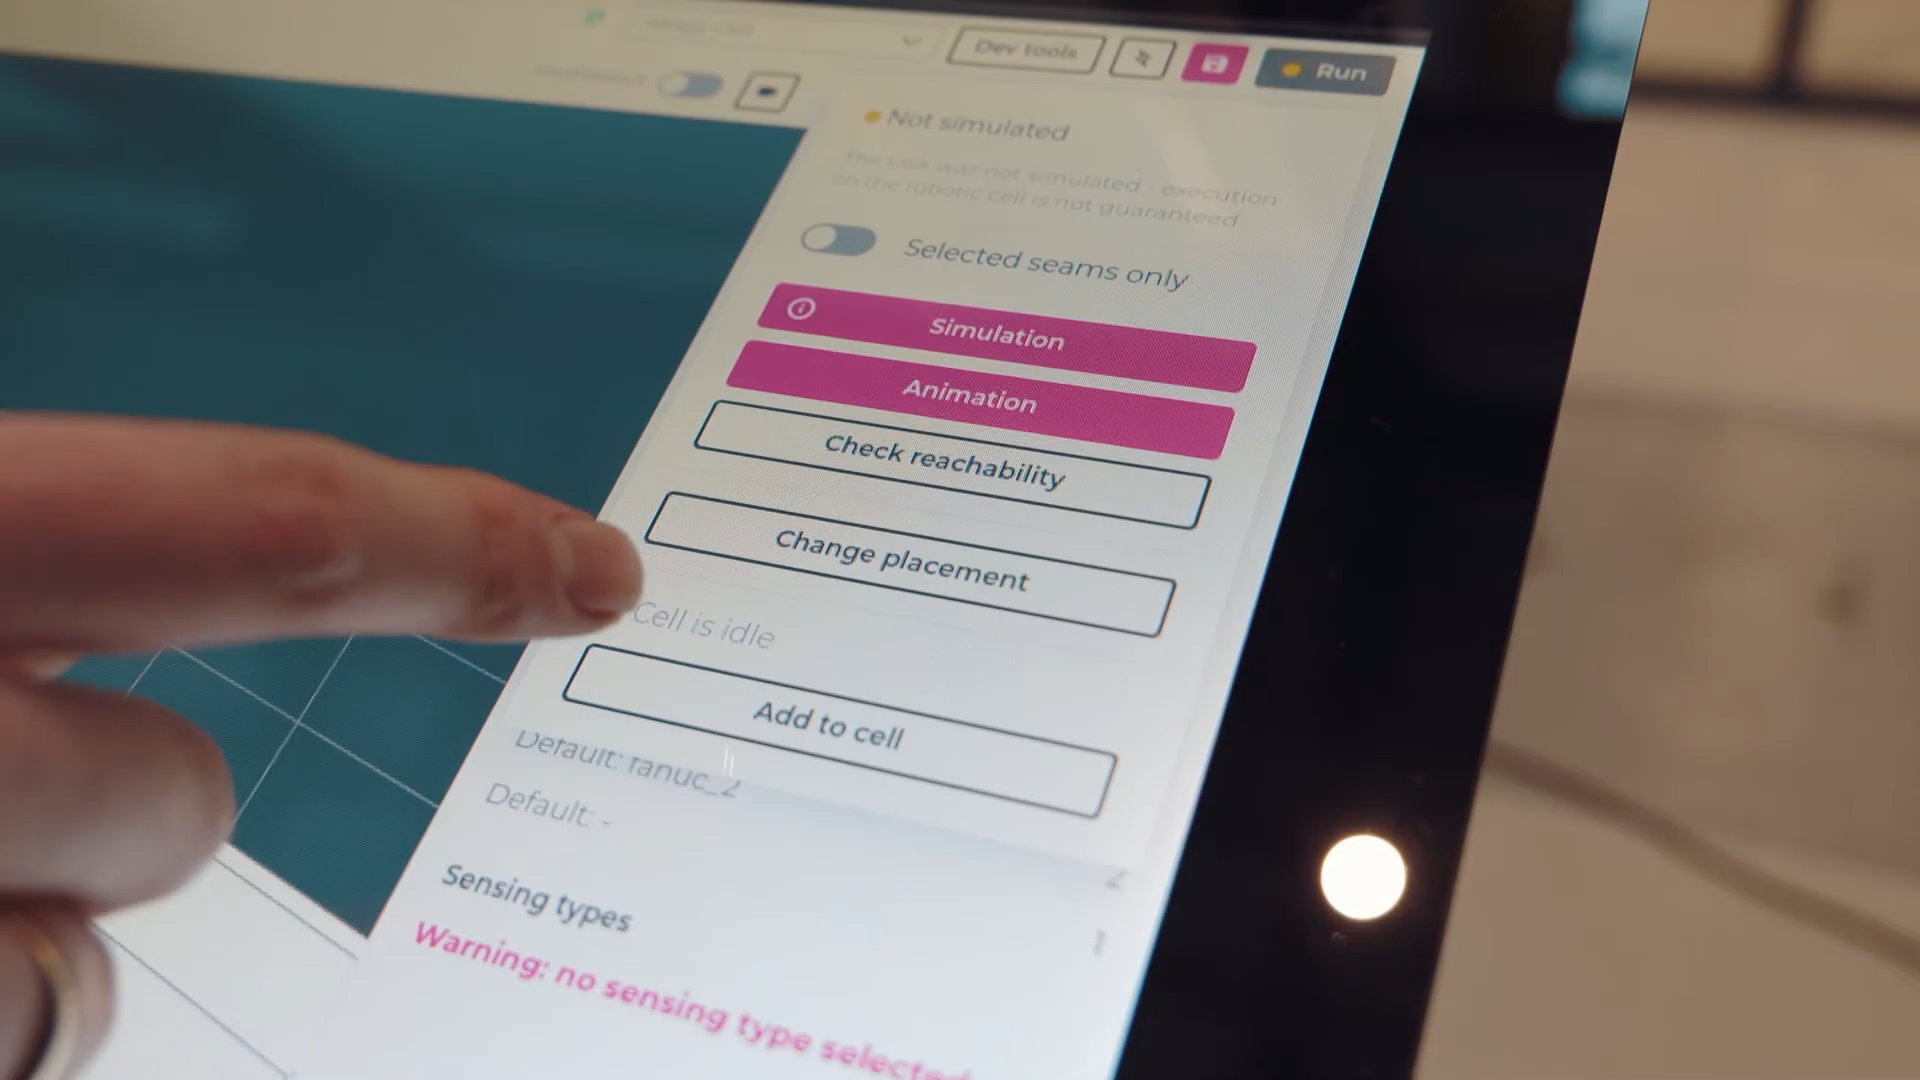 Dev tools
Run
Not simulated
The task was not simulated - execution
on the robotic cell is not guaranteed
Selected seams only
Simulation
Animation
Check reachability
Change placement
Cell is idle
Add to cell
Default: fanuc_2
Default: -
2
Sensing types
1
Warning: no sensing type selected